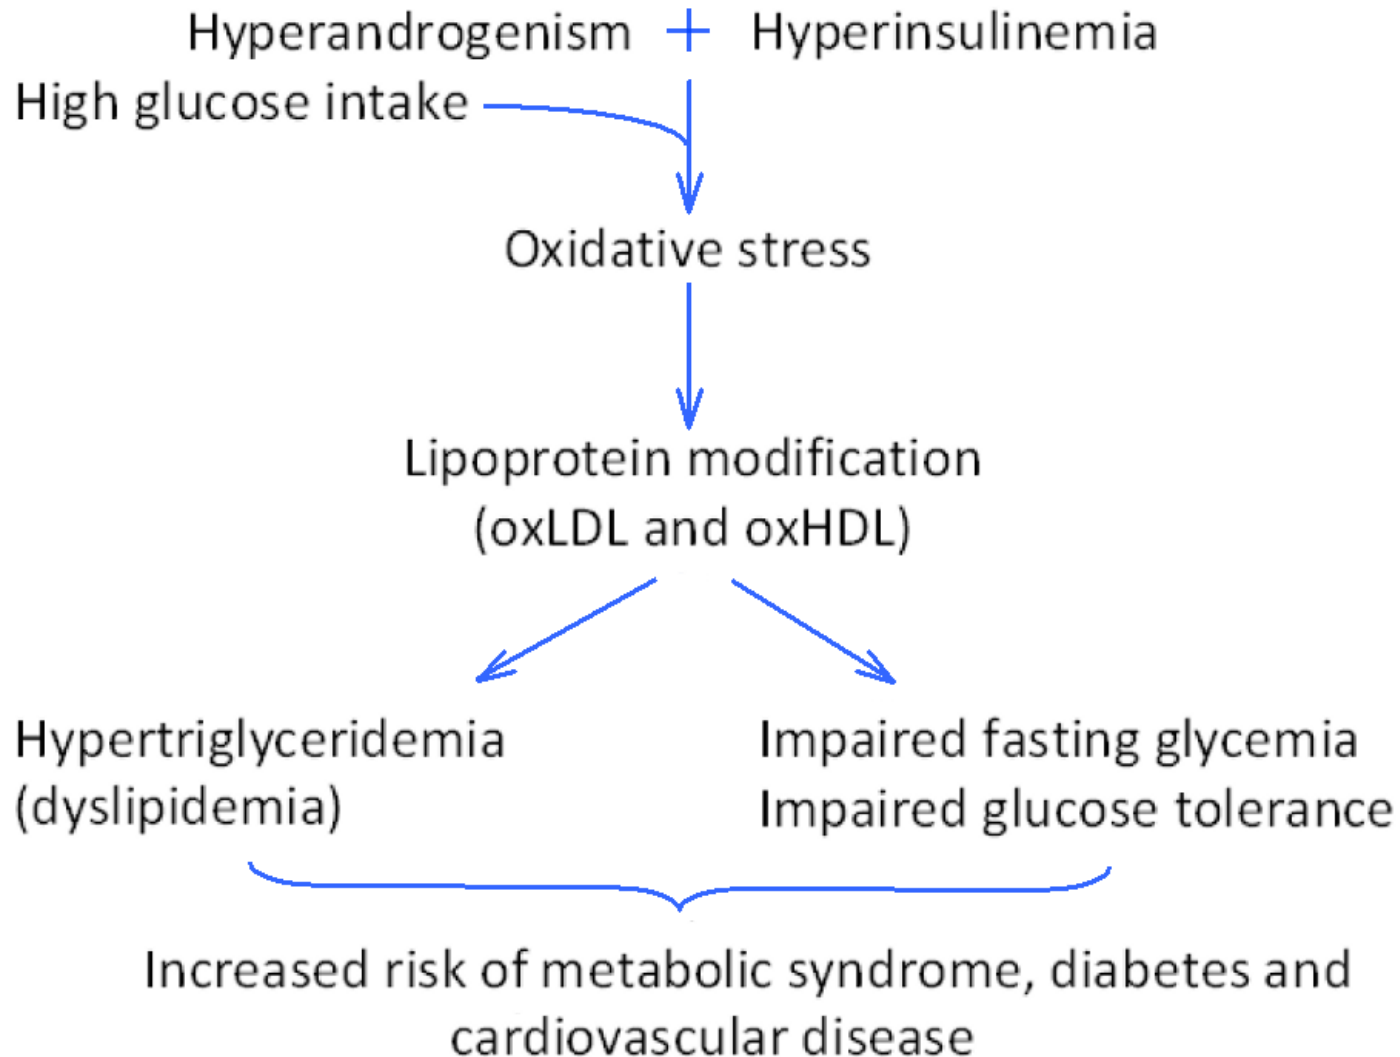 Hyperandrogenism + Hyperinsulinemia
High glucose intake
Oxidative stress
Lipoprotein modification
(oxLDL and oxHDL)
Hypertriglyceridemia
(dyslipidemia)
Impaired fasting glycemia
Impaired glucose tolerance
Increased risk of metabolic syndrome, diabetes and
cardiovascular disease